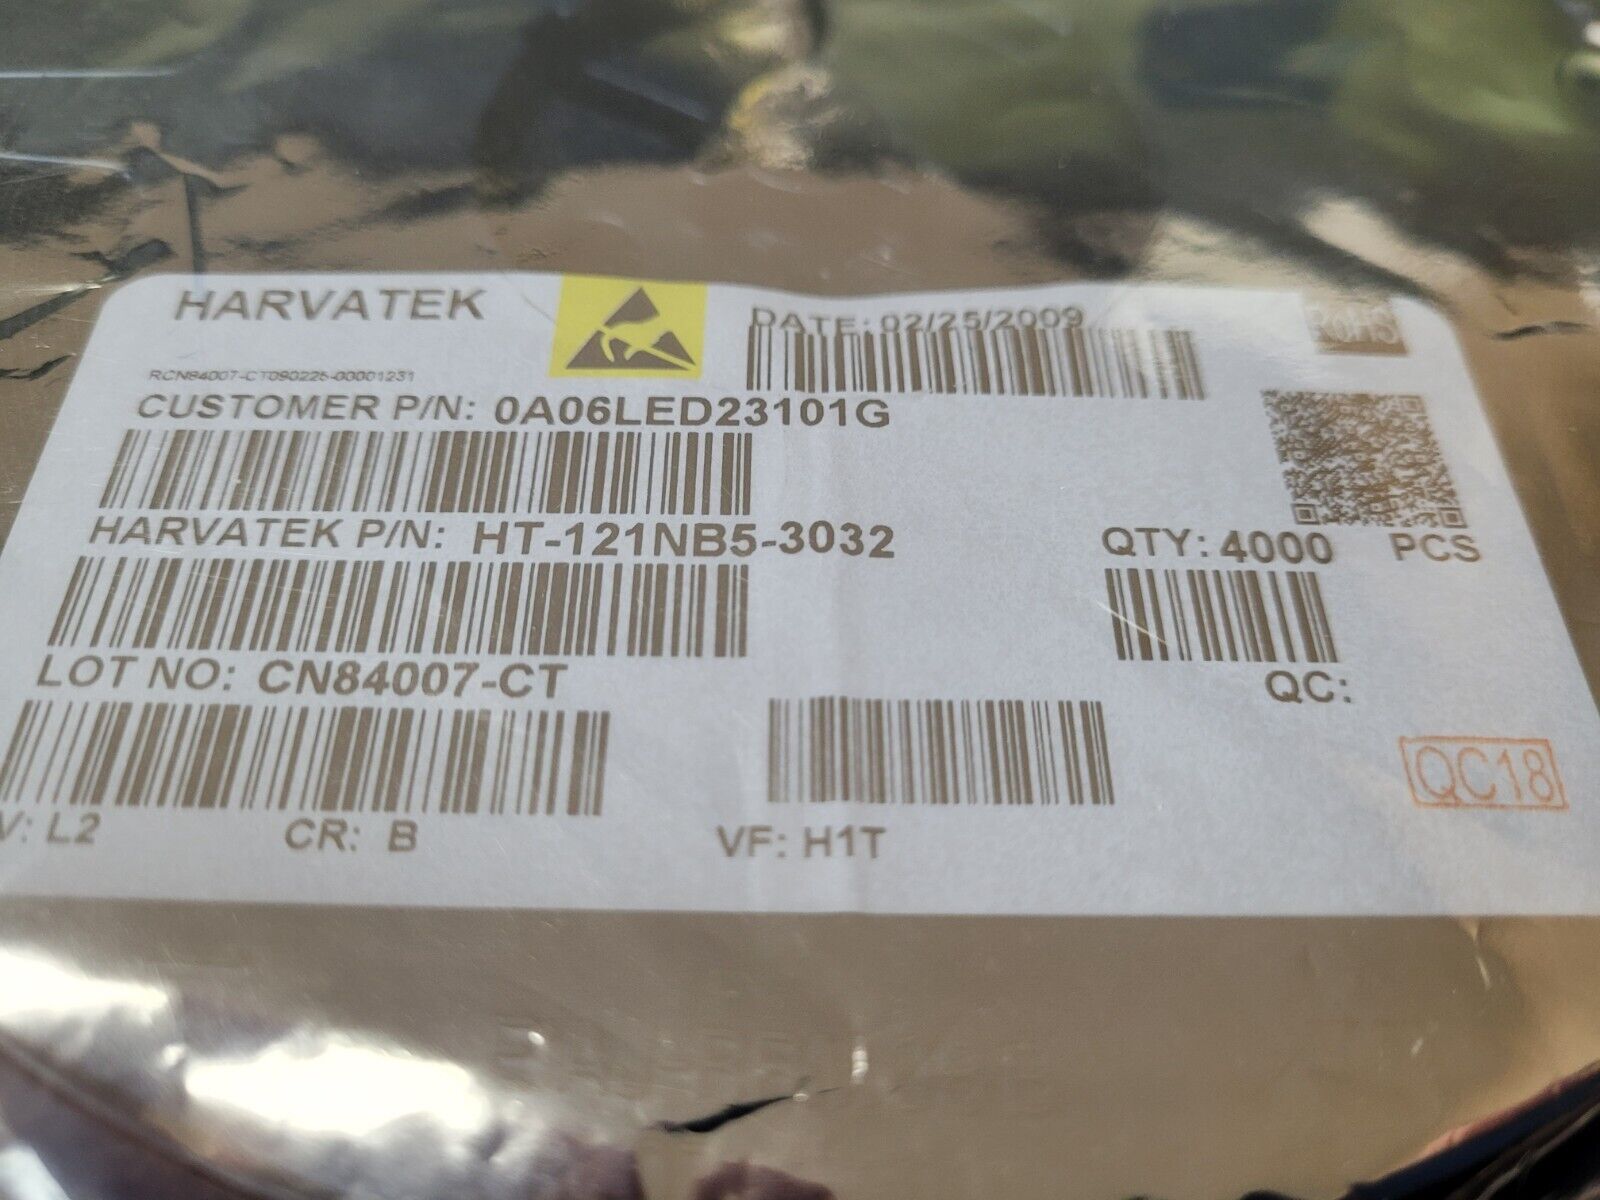 HARVATEK
DATE: 02/25/2009
RoHS
RCN84007-CT090225-00001231
CUSTOMER P/N: 0A06LED23101G
HARVATEK P/N: HT-121NB5-3032
QTY: 4000 PCS
LOT NO: CN84007-CT
QC:
QC18
V: L2 CR: B VF: H1T